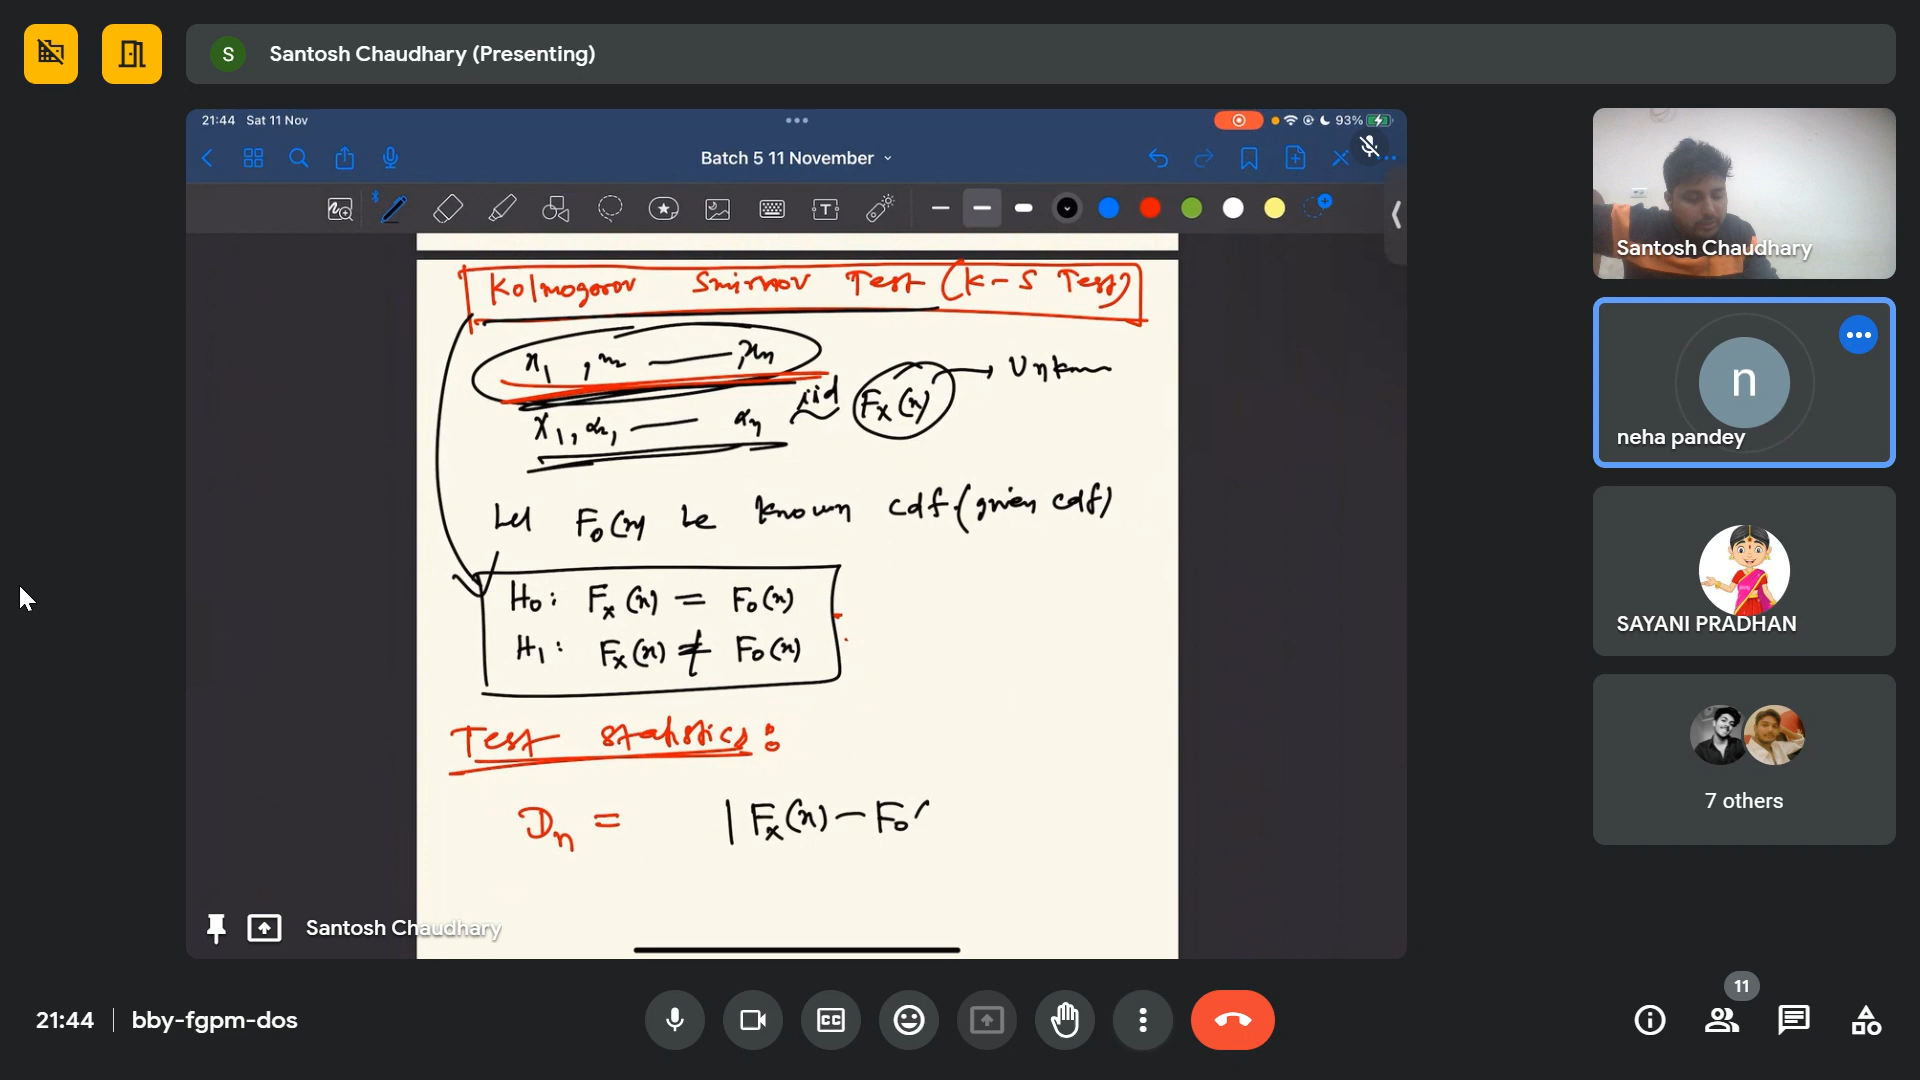 S Santosh Chaudhary (Presenting)
21:44 Sat 11 Nov
93%
Batch 5 11 November
Kolmogorov Smirnov Test (K-S Test)
x1 , x2 —— , xn
X1, X2, —— Xn iid Fx(x) → Unknown
Let F0(x) be known cdf (given cdf)
H0: Fx(x) = F0(x)
H1: Fx(x) ≠ F0(x)
Test Statistics:
Dn = | Fx(x) - F0(
Santosh Chaudhary
Santosh Chaudhary
n
neha pandey
SAYANI PRADHAN
7 others
21:44 | bby-fgpm-dos
CC
11